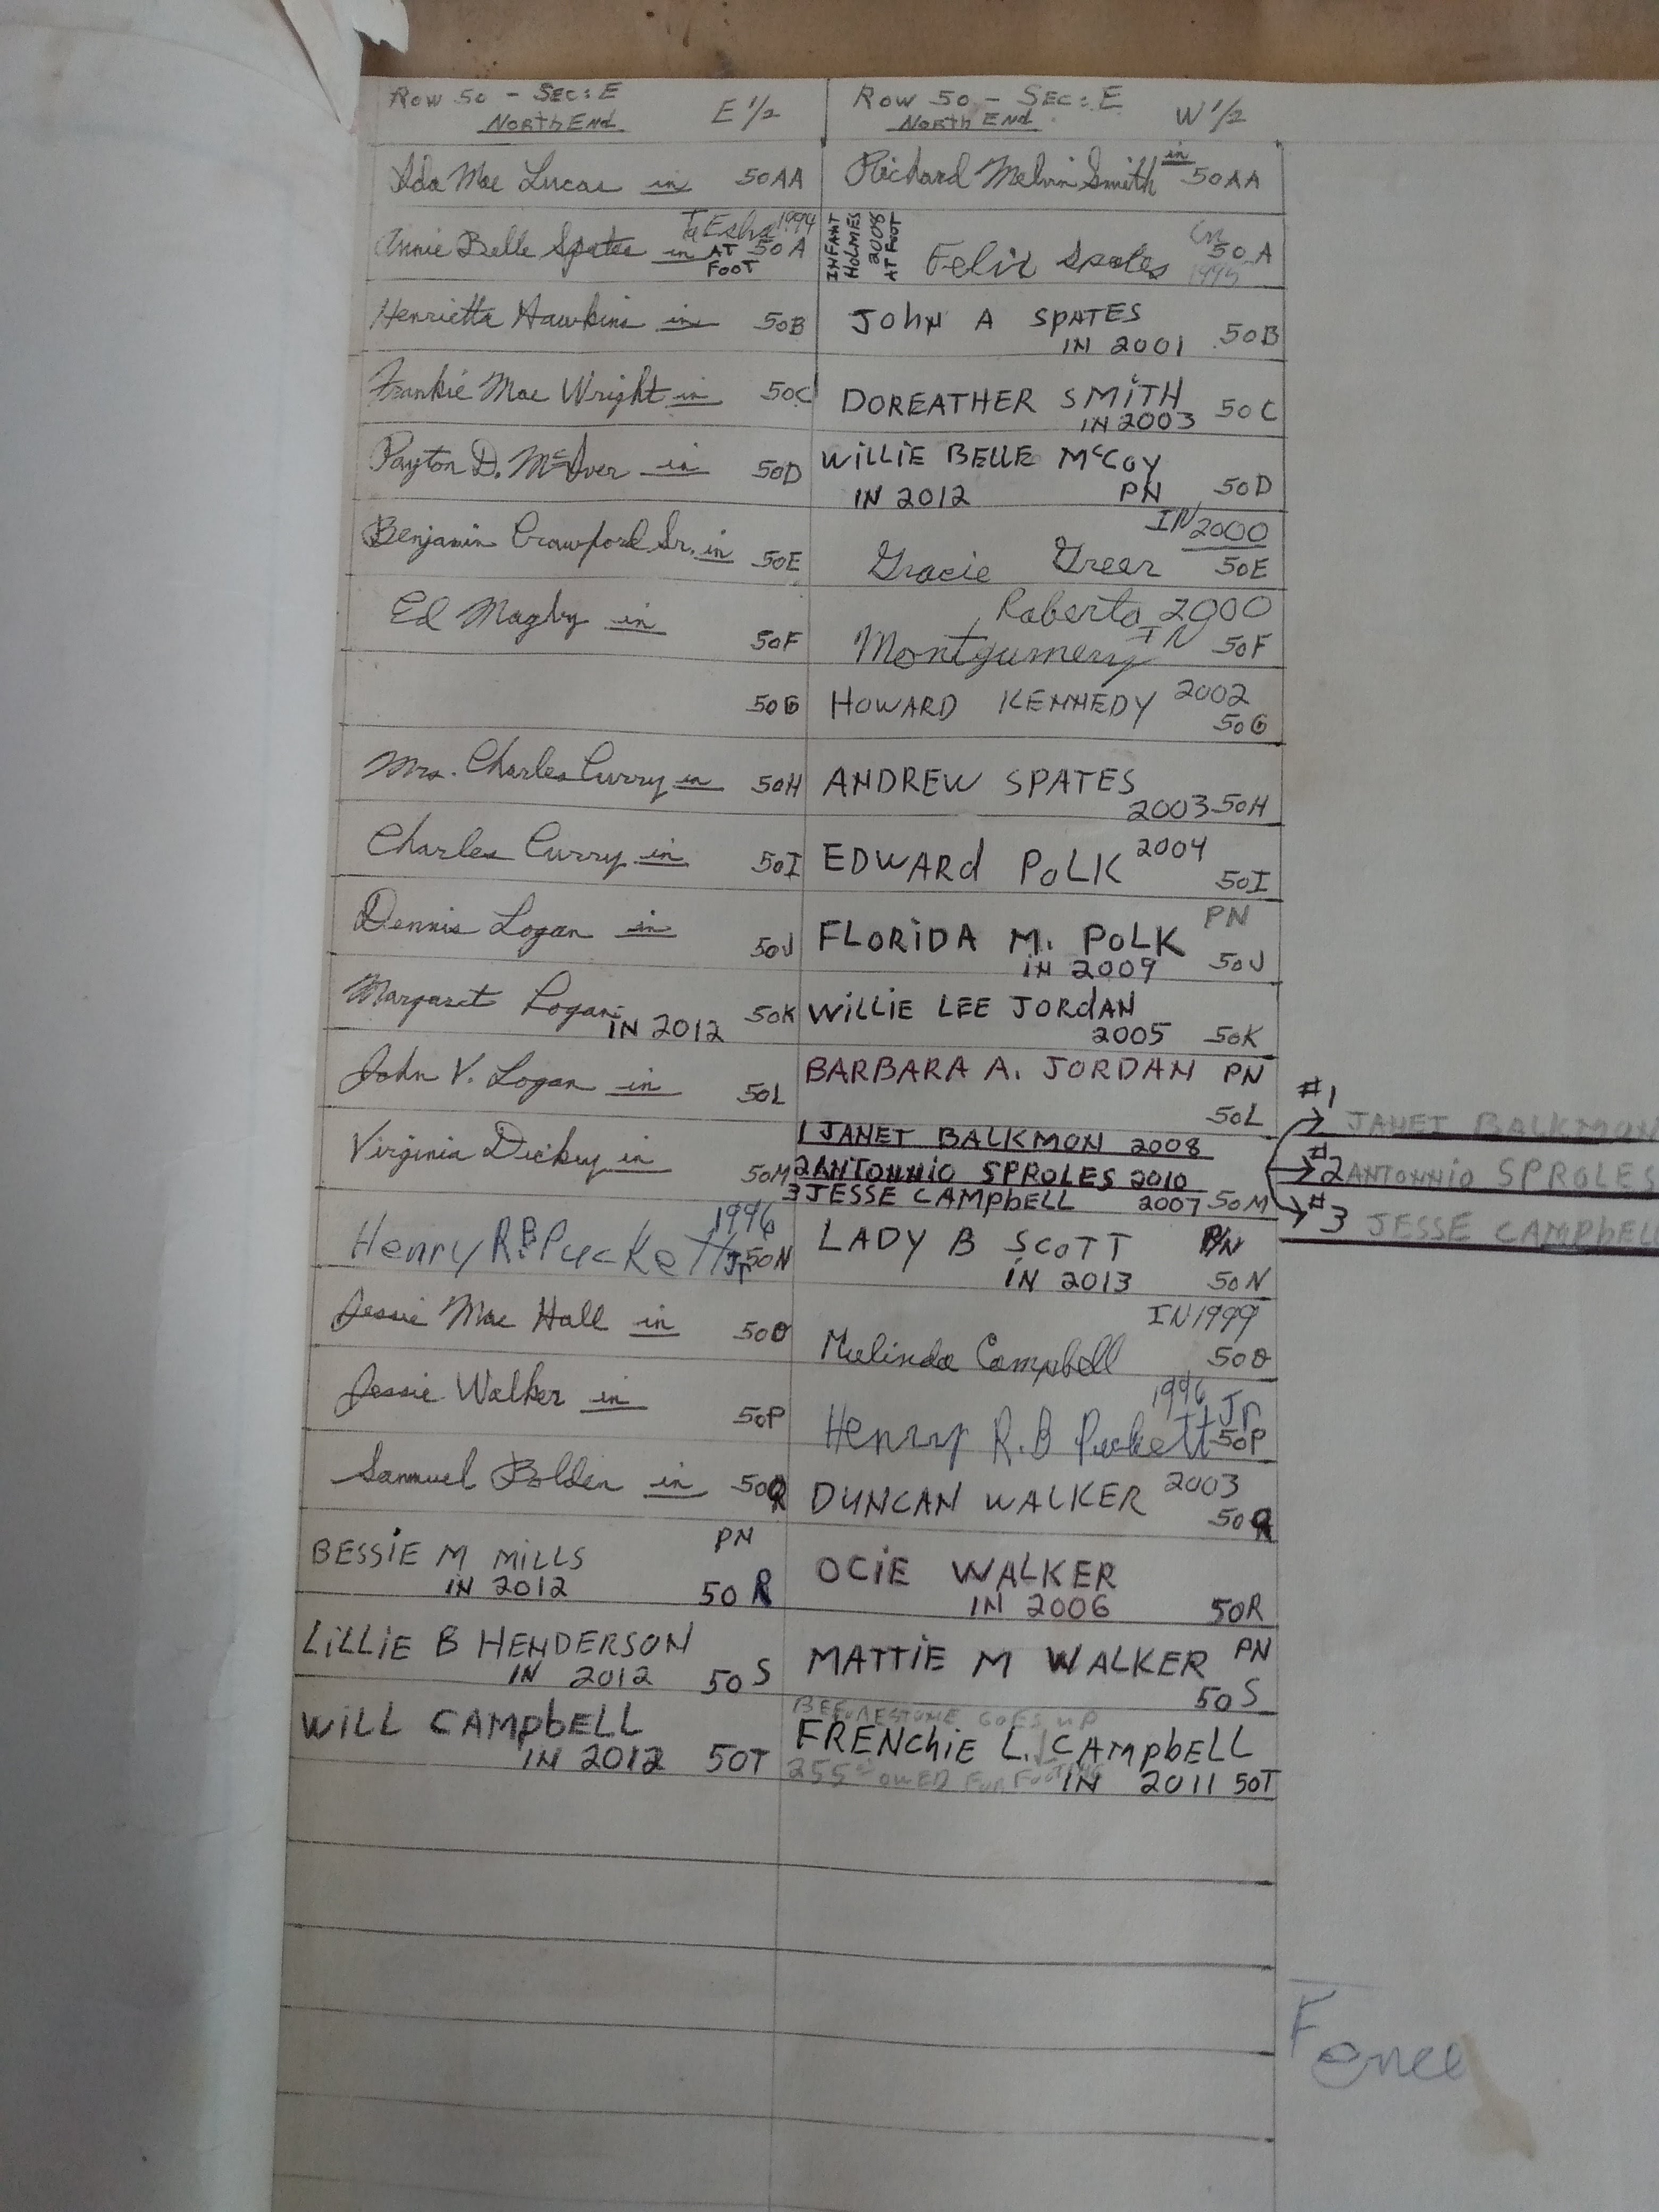 Row 50 - SEC: E
North End
E 1/2
Row 50 - SEC: E
North End
W 1/2
Ida Mae Lucas in 50AA
Richard Melvin Smith in 50AA
TaEsha 1994
Annie Belle Spates in AT FOOT 50A
INFANT HOLMES 2008 AT FOOT
Felix Spates in 50A
1995
Henrietta Hawkins in 50B
JOHN A SPATES
IN 2001 50B
Frankie Mae Wright in 50C
DOREATHER SMITH
IN 2003 50C
Payton D. McIver in 50D
WILLIE BELLE McCOY
IN 2012 PN 50D
Benjamin Crawford Sr. in 50E
IN 2000
Gracie Greer 50E
Ed Magby in 50F
Roberta 2000
Montgumery IN 50F
50G
HOWARD KENNEDY 2002
50G
Mrs. Charles Curry in 50H
ANDREW SPATES
2003 50H
Charles Curry in 50I
EDWARD POLK 2004
50I
Dennis Logan in 50J
PN
FLORIDA M. POLK
IN 2009 50J
Margaret Logan IN 2012 50K
WILLIE LEE JORDAN
2005 50K
John V. Logan in 50L
BARBARA A. JORDAN PN
50L
Virginia Dickey in 50M
1 JANET BALKMON 2008
2 ANTONNIO SPROLES 2010
3 JESSE CAMPBELL 2007 50M
#1 JANET BALKMON
#2 ANTONNIO SPROLES
#3 JESSE CAMPBELL
1996
Henry R.B. Puckett Jr 50N
LADY B SCOTT P/N
IN 2013 50N
Jessie Mae Hall in 50O
IN 1999
Mulinda Campbell 50O
Jessie Walker in 50P
1996 Jr
Henry R.B Puckett 50P
Sammuel Bolden in 50Q
DUNCAN WALKER 2003
50Q
BESSIE M MILLS PN
IN 2012 50R
OCIE WALKER
IN 2006 50R
LILLIE B HENDERSON
IN 2012 50S
MATTIE M WALKER PN
50S
WILL CAMPBELL
IN 2012 50T
BEFORE STONE GOES UP
FRENCHIE L. CAMPBELL
255 OWED FOR FOOTING
IN 2011 50T
Fence